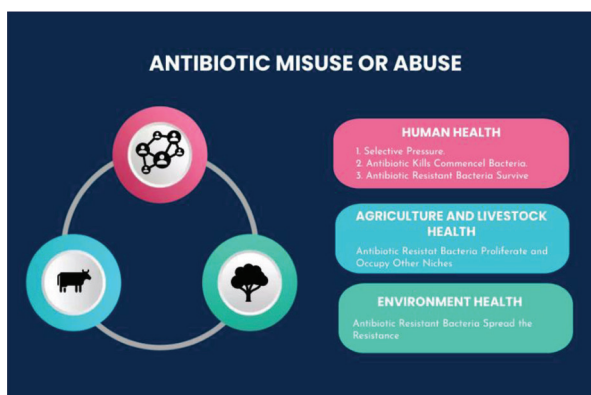 ANTIBIOTIC MISUSE OR ABUSE
HUMAN HEALTH
1. Selective Pressure.
2. Antibiotic Kills Commencel Bacteria.
3. Antibiotic Resistant Bacteria Survive
AGRICULTURE AND LIVESTOCK
HEALTH
Antibiotic Resistat Bacteria Proliferate and
Occupy Other Niches
ENVIRONMENT HEALTH
Antibiotic Resistant Bacteria Spread the
Resistance